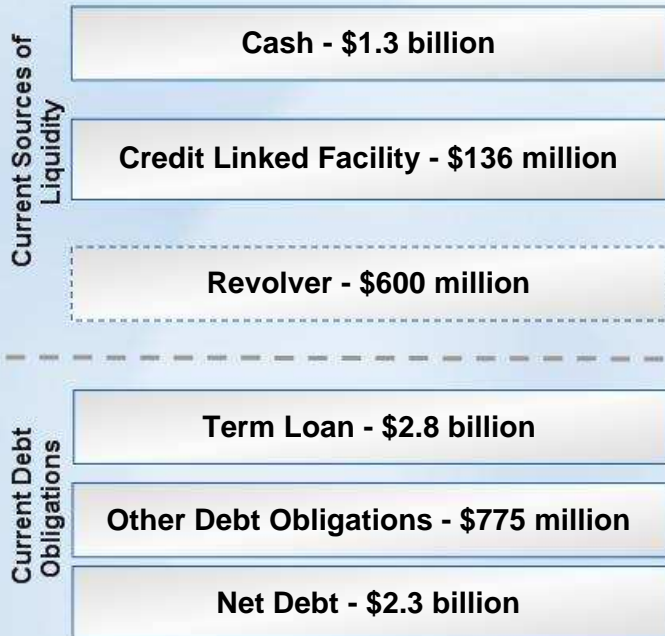 Current Sources of
Liquidity
Cash - $1.3 billion
Credit Linked Facility - $136 million
Revolver - $600 million
Current Debt
Obligations
Term Loan - $2.8 billion
Other Debt Obligations - $775 million
Net Debt - $2.3 billion